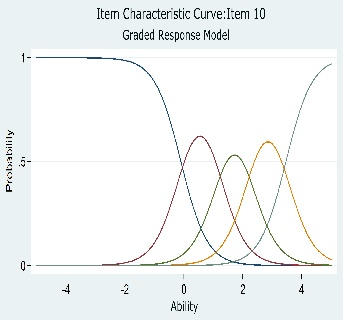 Item Characteristic Curve:Item 10
Graded Response Model
Probability
1
.5
0
-4
-2
0
2
4
Ability